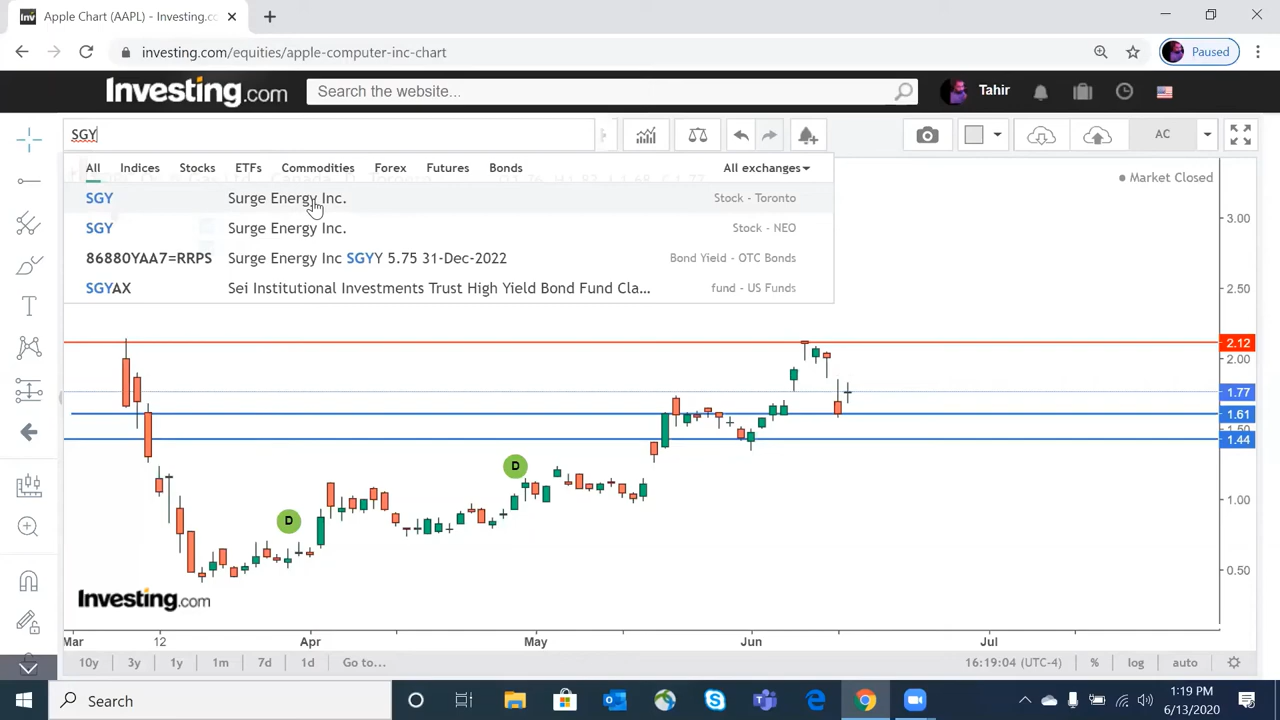 Apple Chart (AAPL) - Investing.co
investing.com/equities/apple-computer-inc-chart
Paused
Investing.com
Search the website...
Tahir
SGY
AC
All Indices Stocks ETFs Commodities Forex Futures Bonds All exchanges
Market Closed
SGY Surge Energy Inc. Stock - Toronto
SGY Surge Energy Inc. Stock - NEO
86880YAA7=RRPS Surge Energy Inc SGYY 5.75 31-Dec-2022 Bond Yield - OTC Bonds
SGYAX Sei Institutional Investments Trust High Yield Bond Fund Cla... fund - US Funds
3.00
2.50
2.12
2.00
1.77
1.61
1.50
1.44
1.00
0.50
D
D
Investing.com
Mar 12 Apr May Jun Jul
10y 3y 1y 1m 7d 1d Go to... 16:19:04 (UTC-4) % log auto
Search
1:19 PM
6/13/2020